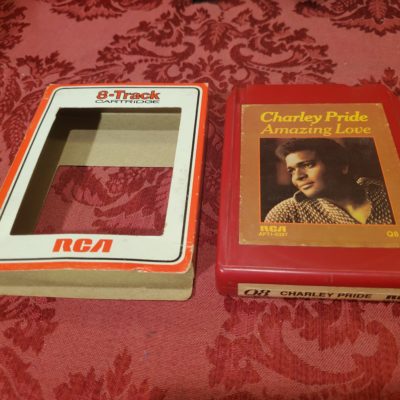 8-Track
CARTRIDGE
RCA
Charley Pride
Amazing Love
RCA
Q8
Q8 CHARLEY PRIDE